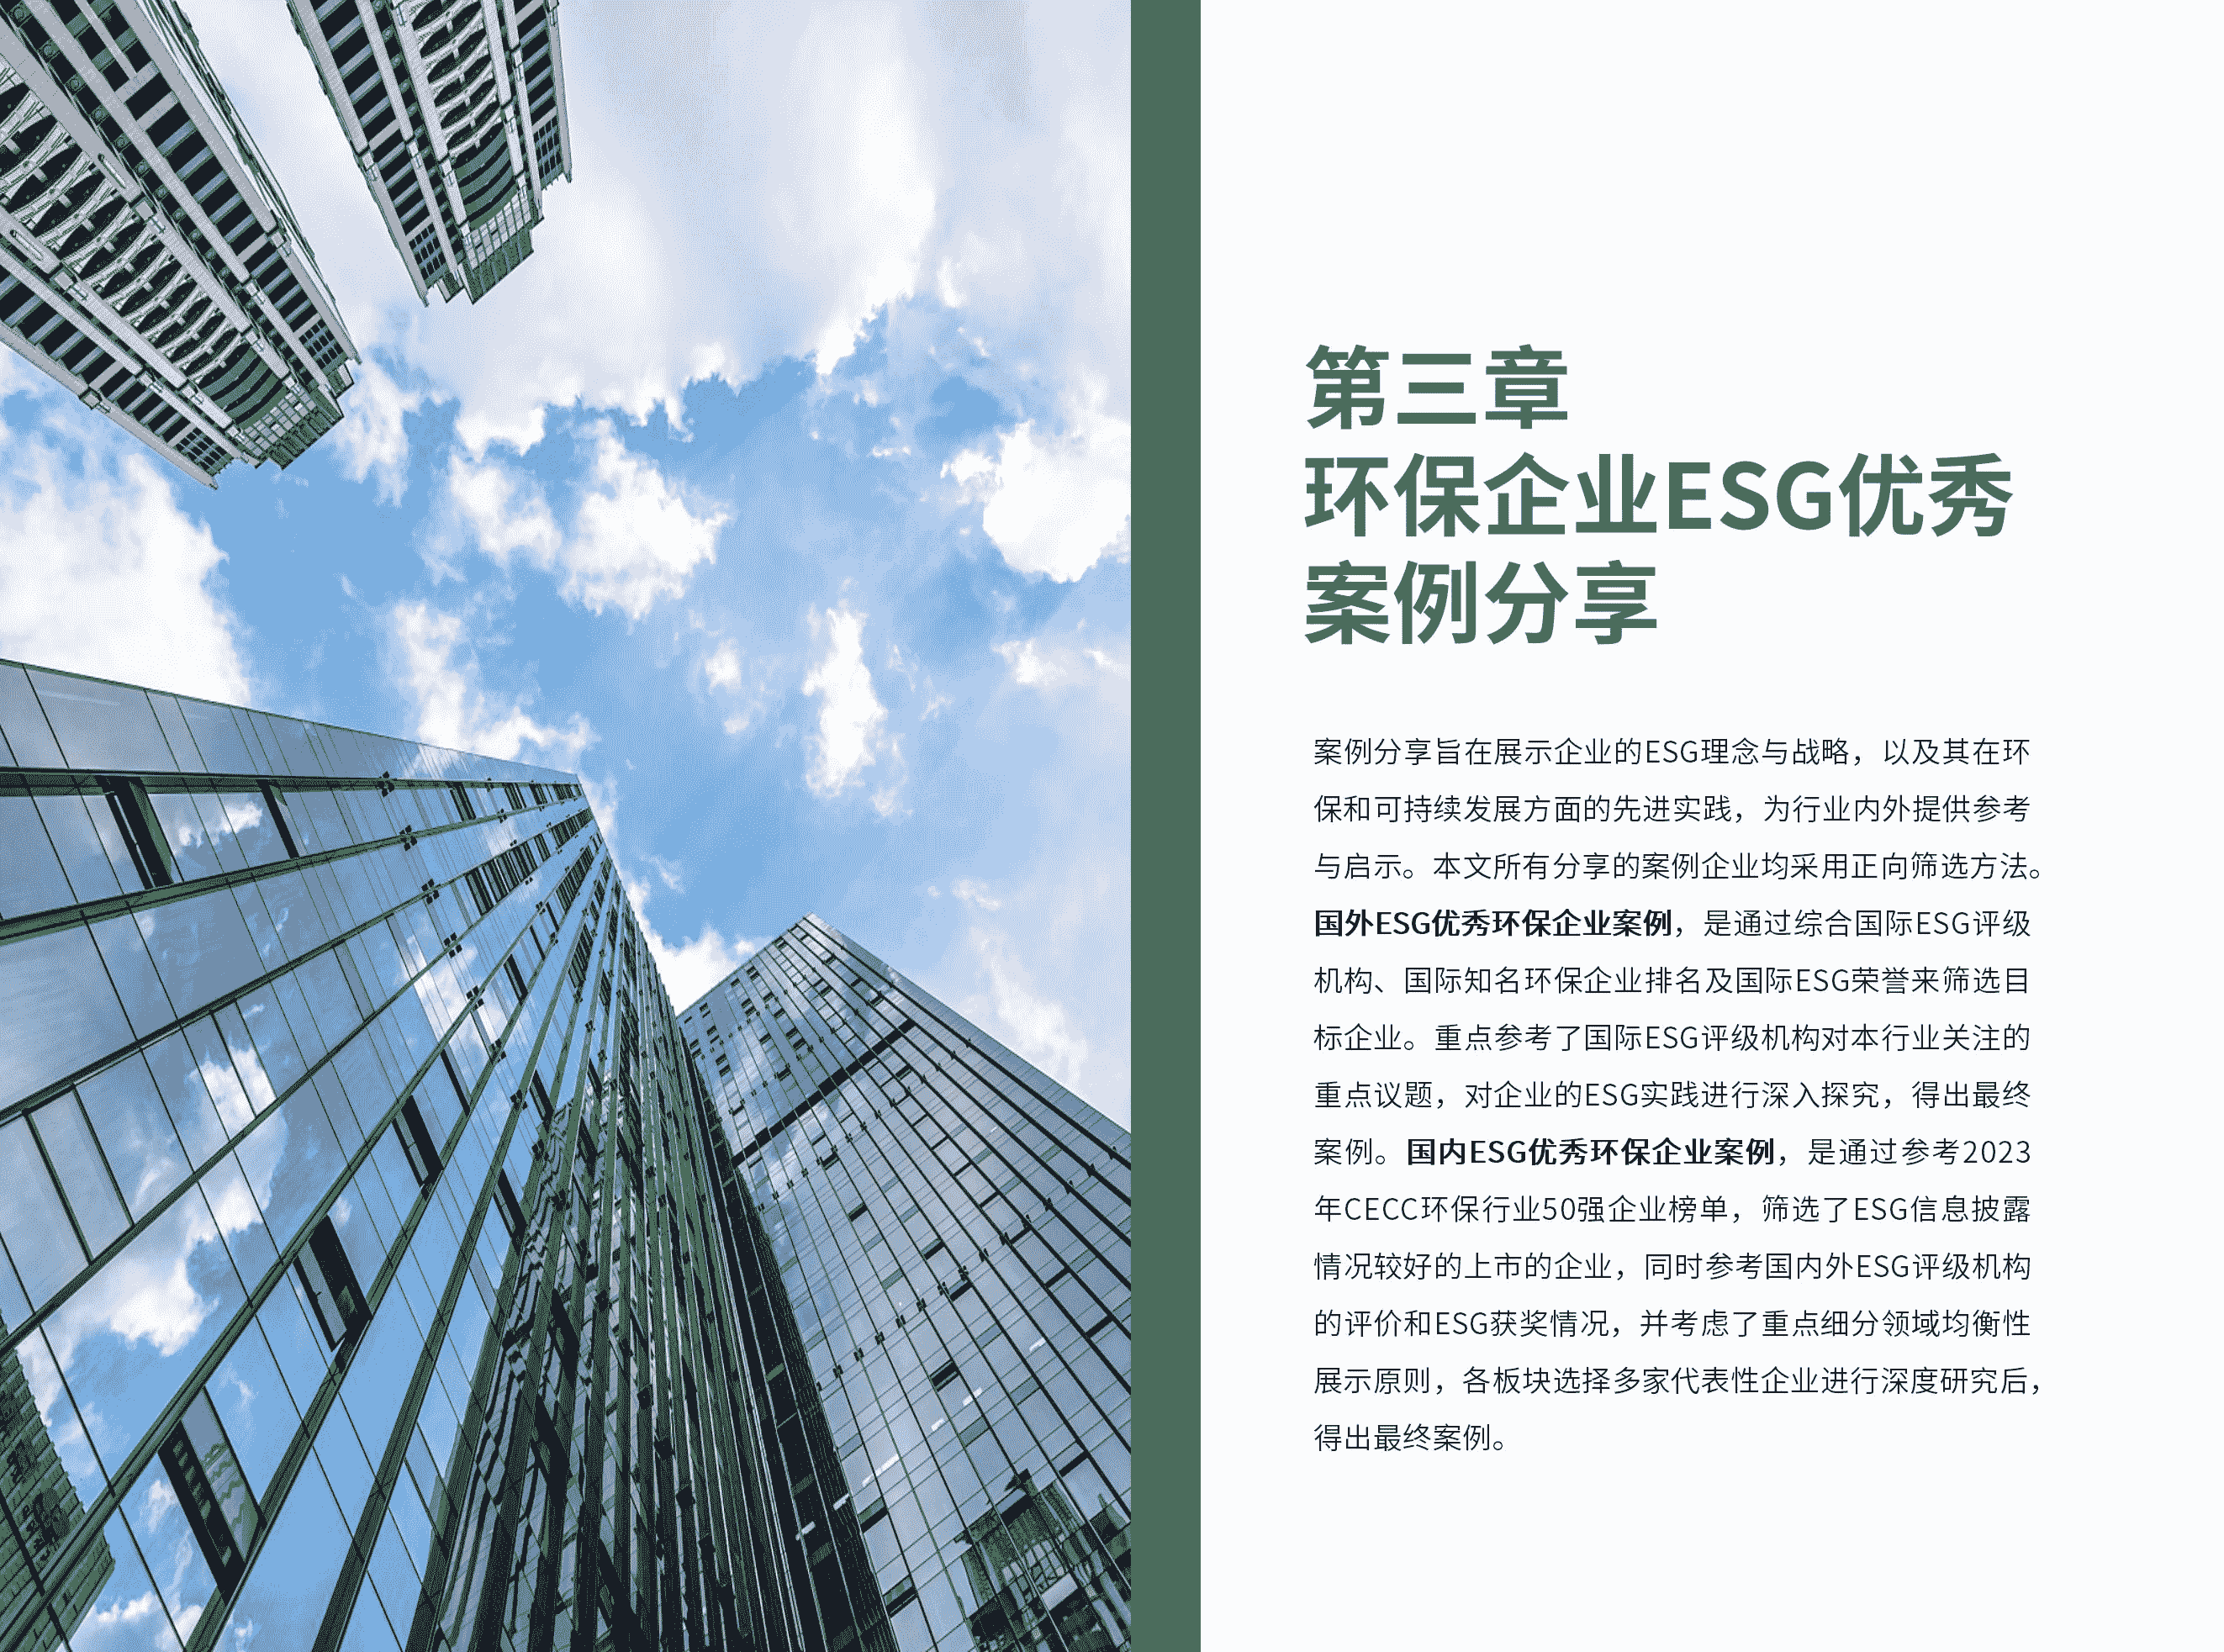 第三章
环保企业ESG优秀
案例分享
案例分享旨在展示企业的ESG理念与战略，以及其在环
保和可持续发展方面的先进实践，为行业内外提供参考
与启示。本文所有分享的案例企业均采用正向筛选方法。
国外ESG优秀环保企业案例，是通过综合国际ESG评级
机构、国际知名环保企业排名及国际ESG荣誉来筛选目
标企业。重点参考了国际ESG评级机构对本行业关注的
重点议题，对企业的ESG实践进行深入探究，得出最终
案例。国内ESG优秀环保企业案例，是通过参考2023
年CECC环保行业50强企业榜单，筛选了ESG信息披露
情况较好的上市的企业，同时参考国内外ESG评级机构
的评价和ESG获奖情况，并考虑了重点细分领域均衡性
展示原则，各板块选择多家代表性企业进行深度研究后，
得出最终案例。